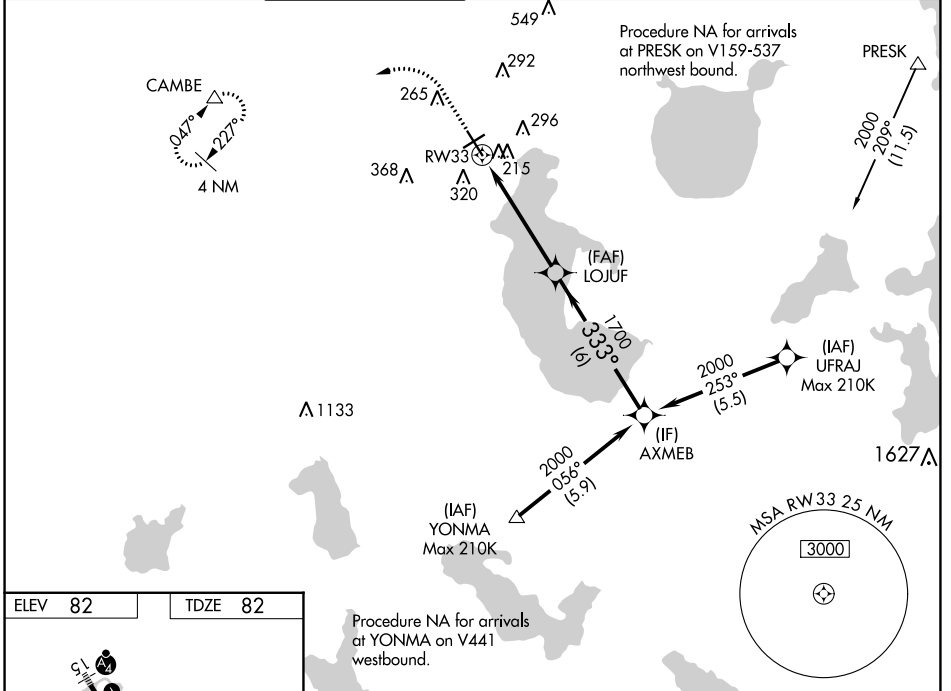 549
292
265
296
Procedure NA for arrivals
at PRESK on V159-537
northwest bound.
PRESK
2000
209°
(11.5)
CAMBE
047°
227°
4 NM
RW33
215
368
320
(FAF)
LOJUF
1700
333°
(6)
2000
253°
(5.5)
(IAF)
UFRAJ
Max 210K
(IF)
AXMEB
1133
1627
2000
056°
(5.9)
(IAF)
YONMA
Max 210K
MSA RW33 25 NM
3000
ELEV 82
TDZE 82
Procedure NA for arrivals
at YONMA on V441
westbound.
15
A4